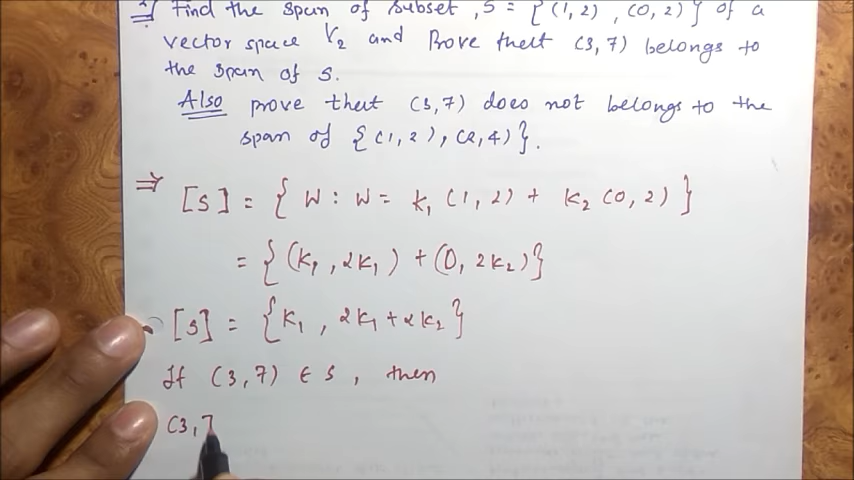 ⇒ Find the span of subset, S = {(1,2), (0,2)} of a
vector space V₂ and Prove thett (3,7) belongs to
the span of S.
Also prove thett (3,7) does not belongs to the
span of {(1,2), (2,4)}.
⇒ [S] = { W : W = k₁ (1,2) + k₂ (0,2) }
= {(k₁, 2k₁) + (0, 2k₂)}
[S] = {k₁, 2k₁ + 2k₂}
If (3,7) ∈ S, then
(3,7